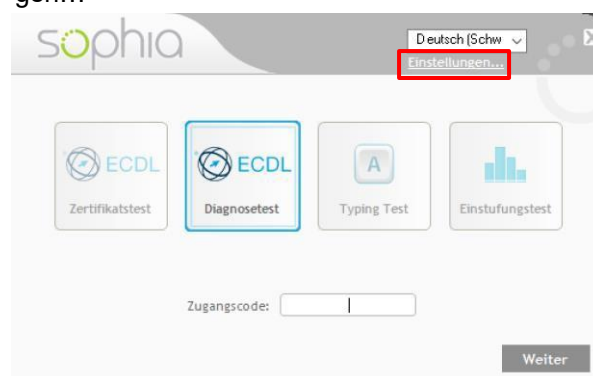 sophia
Deutsch (Schw
Einstellungen...
ECDL
Zertifikatstest
ECDL
Diagnosetest
A
Typing Test
Einstufungstest
Zugangscode:
Weiter